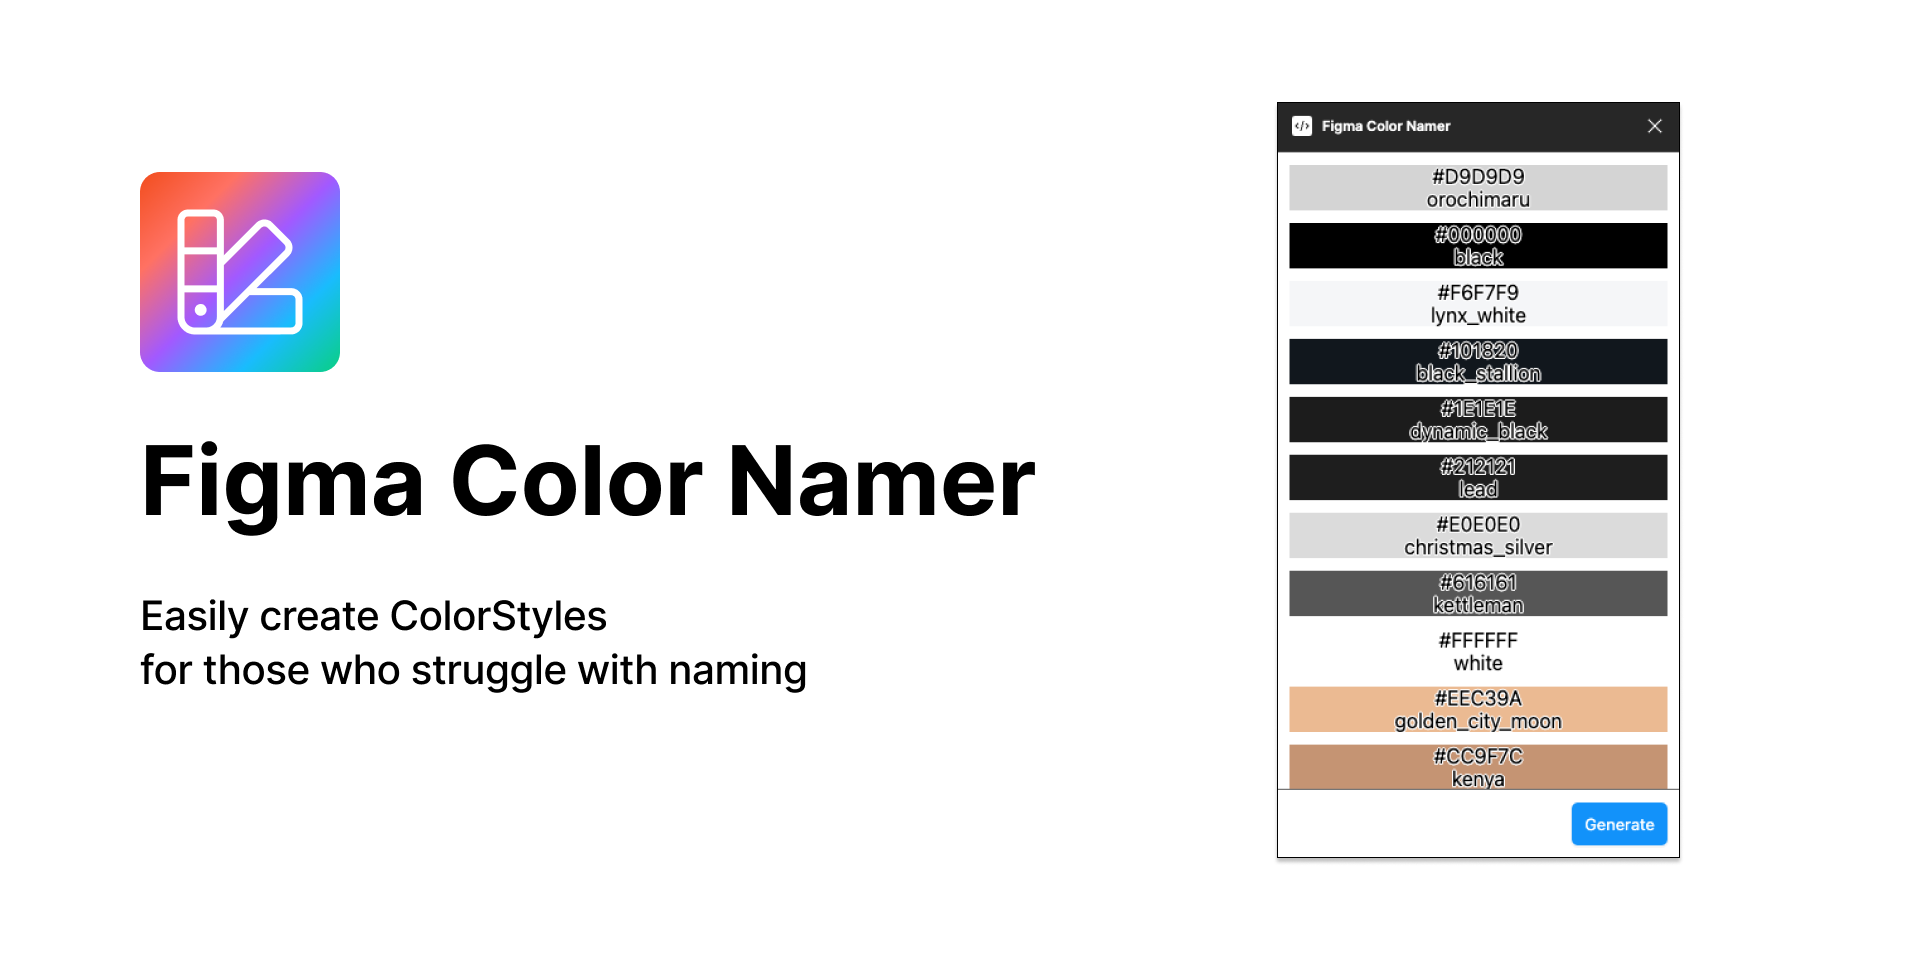 Figma Color Namer
Easily create ColorStyles
for those who struggle with naming
</> Figma Color Namer
#D9D9D9
orochimaru
#000000
black
#F6F7F9
lynx_white
#101820
black_stallion
#1E1E1E
dynamic_black
#212121
lead
#E0E0E0
christmas_silver
#616161
kettleman
#FFFFFF
white
#EEC39A
golden_city_moon
#CC9F7C
kenya
Generate